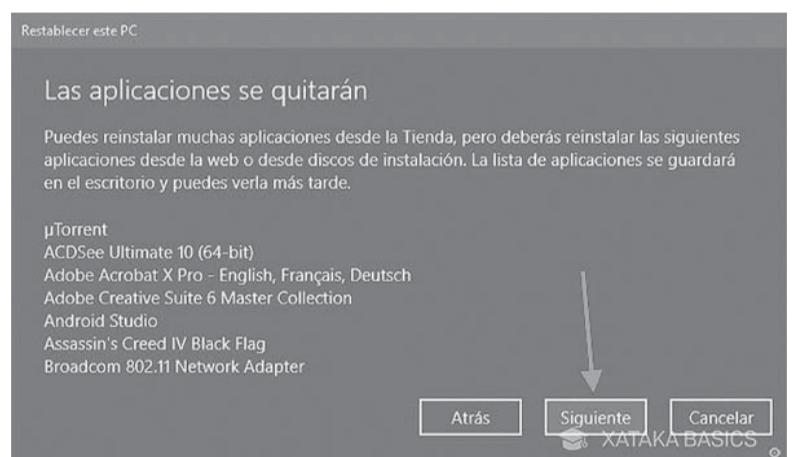 Restablecer este PC
Las aplicaciones se quitarán
Puedes reinstalar muchas aplicaciones desde la Tienda, pero deberás reinstalar las siguientes
aplicaciones desde la web o desde discos de instalación. La lista de aplicaciones se guardará
en el escritorio y puedes verla más tarde.
µTorrent
ACDSee Ultimate 10 (64-bit)
Adobe Acrobat X Pro - English, Français, Deutsch
Adobe Creative Suite 6 Master Collection
Android Studio
Assassin's Creed IV Black Flag
Broadcom 802.11 Network Adapter
Atrás Siguiente Cancelar
XATAKA BASICS